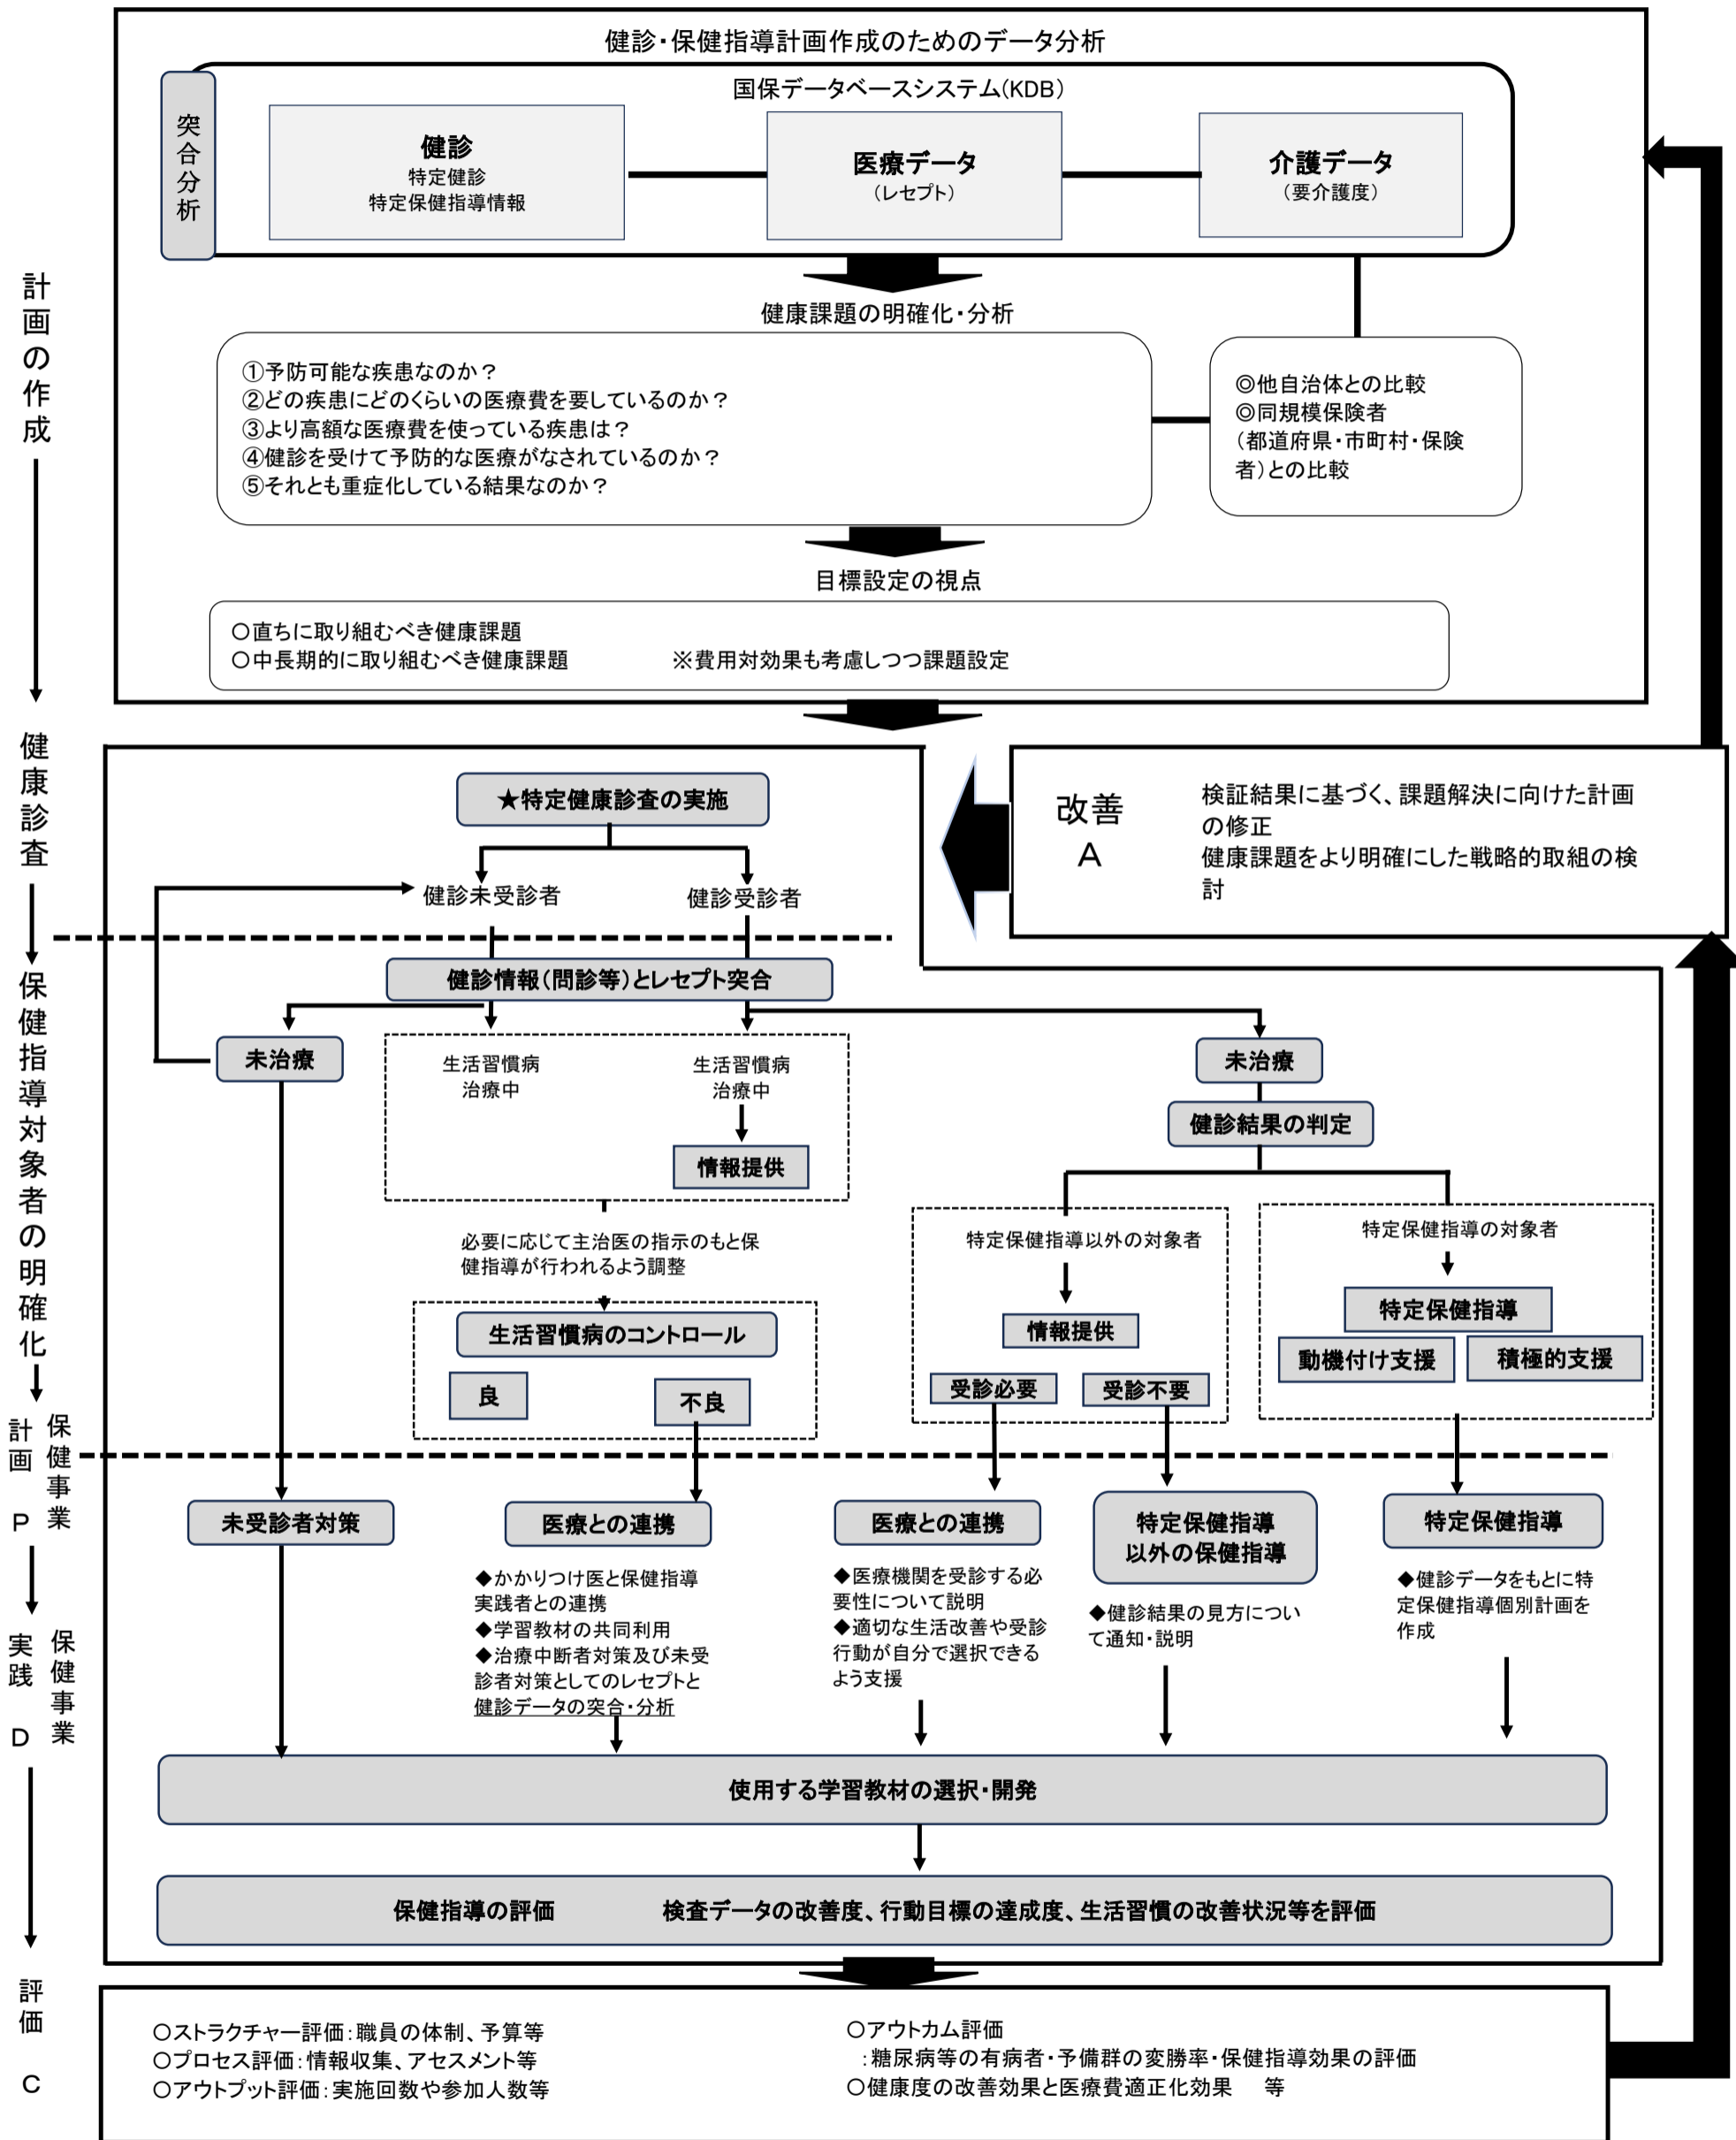 健診・保健指導計画作成のためのデータ分析
国保データベースシステム(KDB)
突合分析
健診
特定健診
特定保健指導情報
医療データ
(レセプト)
介護データ
(要介護度)
健康課題の明確化・分析
①予防可能な疾患なのか？
②どの疾患にどのくらいの医療費を要しているのか？
③より高額な医療費を使っている疾患は？
④健診を受けて予防的な医療がなされているのか？
⑤それとも重症化している結果なのか？
◎他自治体との比較
◎同規模保険者
(都道府県・市町村・保険
者)との比較
目標設定の視点
○直ちに取り組むべき健康課題
○中長期的に取り組むべき健康課題　※費用対効果も考慮しつつ課題設定
計画の作成
健康診査
保健指導対象者の明確化
保健事業
計画 P
保健事業
実践 D
評価 C
改善
A
検証結果に基づく、課題解決に向けた計画
の修正
健康課題をより明確にした戦略的取組の検
討
★特定健康診査の実施
健診未受診者
健診受診者
健診情報(問診等)とレセプト突合
未治療
生活習慣病
治療中
生活習慣病
治療中
情報提供
未治療
健診結果の判定
必要に応じて主治医の指示のもと保
健指導が行われるよう調整
生活習慣病のコントロール
良
不良
特定保健指導以外の対象者
情報提供
受診必要
受診不要
特定保健指導の対象者
特定保健指導
動機付け支援
積極的支援
未受診者対策
医療との連携
◆かかりつけ医と保健指導
実践者との連携
◆学習教材の共同利用
◆治療中断者対策及び未受
診者対策としてのレセプトと
健診データの突合・分析
医療との連携
◆医療機関を受診する必
要性について説明
◆適切な生活改善や受診
行動が自分で選択できる
よう支援
特定保健指導
以外の保健指導
◆健診結果の見方につい
て通知・説明
特定保健指導
◆健診データをもとに特
定保健指導個別計画を
作成
使用する学習教材の選択・開発
保健指導の評価　検査データの改善度、行動目標の達成度、生活習慣の改善状況等を評価
○ストラクチャー評価：職員の体制、予算等
○プロセス評価：情報収集、アセスメント等
○アウトプット評価：実施回数や参加人数等
○アウトカム評価
：糖尿病等の有病者・予備群の変勝率・保健指導効果の評価
○健康度の改善効果と医療費適正化効果　等